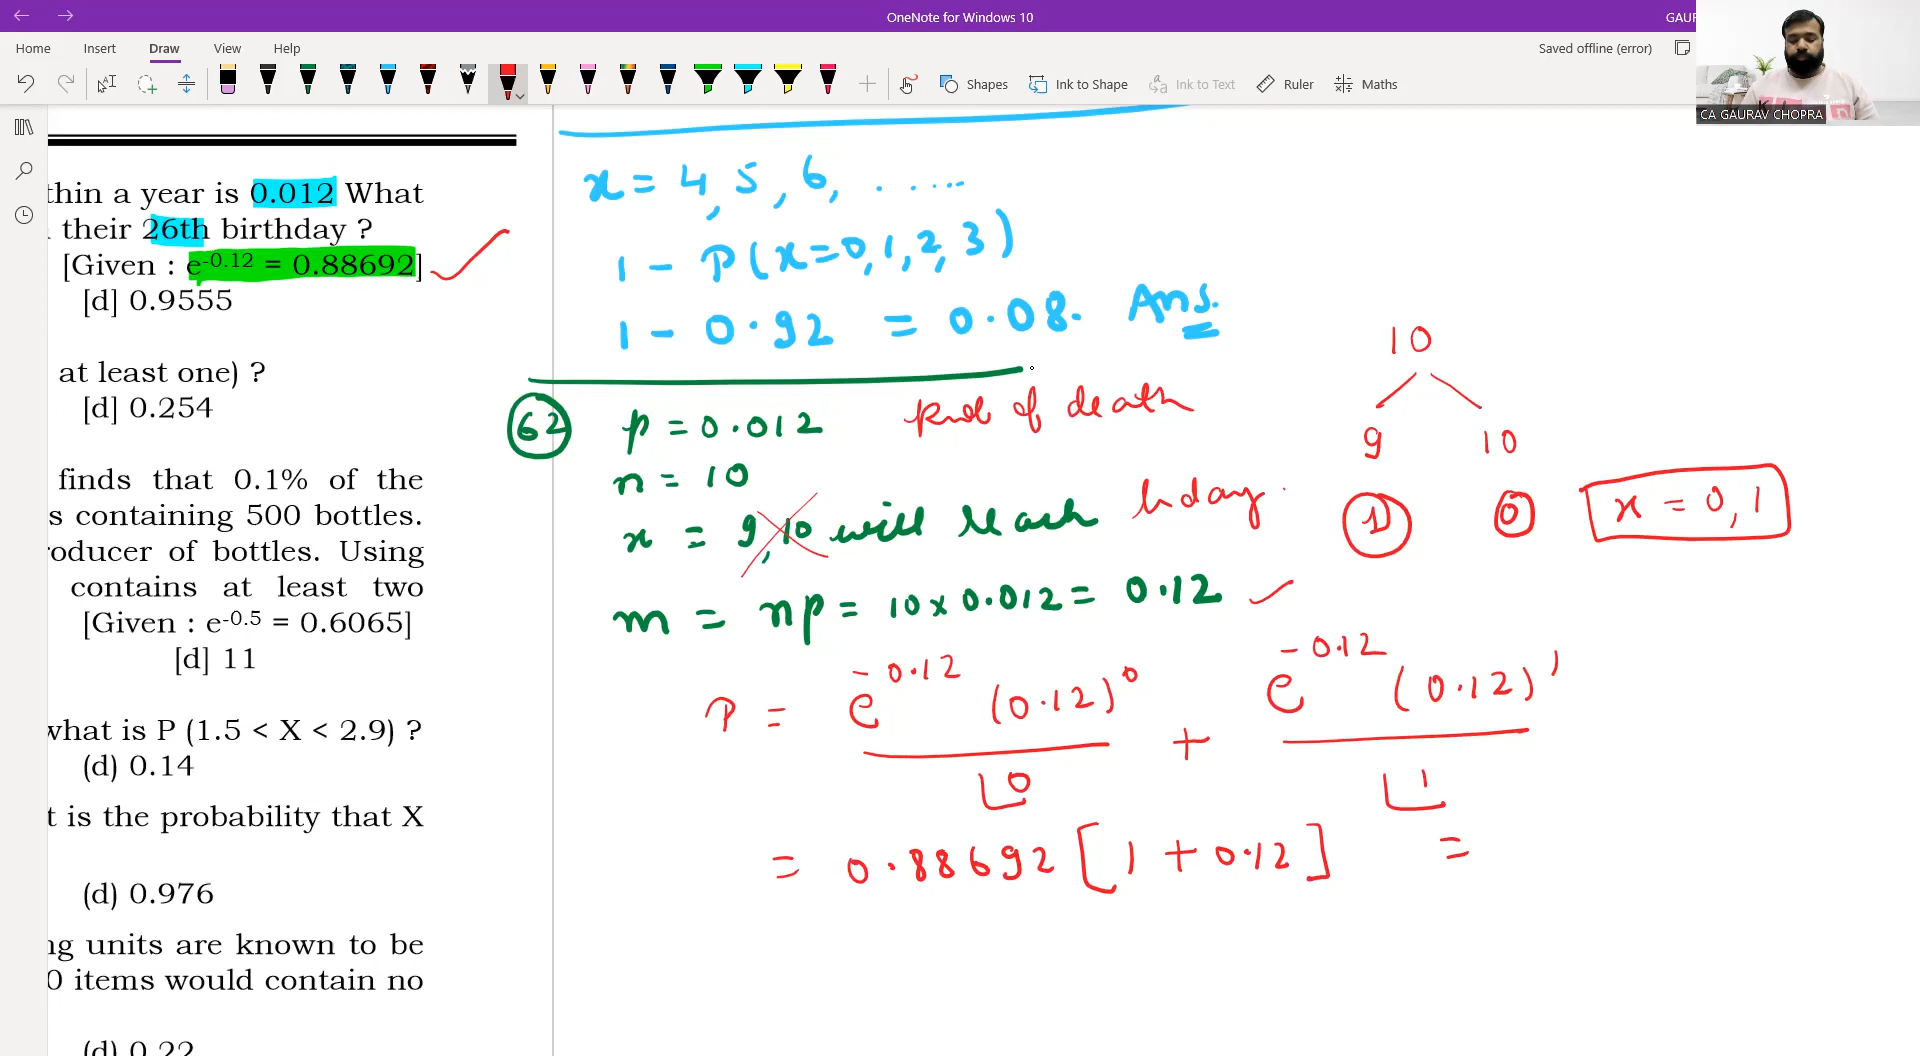 OneNote for Windows 10
GAUR
Home Insert Draw View Help
Saved offline (error)
Shapes Ink to Shape Ink to Text Ruler Maths
CA GAURAV CHOPRA
thin a year is 0.012 What
their 26th birthday ?
[Given : e-0.12 = 0.88692]
[d] 0.9555
at least one) ?
[d] 0.254
finds that 0.1% of the
s containing 500 bottles.
roducer of bottles. Using
contains at least two
[Given : e-0.5 = 0.6065]
[d] 11
what is P (1.5 < X < 2.9) ?
(d) 0.14
t is the probability that X
(d) 0.976
ng units are known to be
0 items would contain no
(d) 0.22
x = 4, 5, 6, ......
1 - P(x=0,1,2,3)
1 - 0.92 = 0.08. Ans.
62 p = 0.012 of death
n = 10
x = 9,10 will reach bday.
m = np = 10 x 0.012 = 0.12
10
9 10
1 0
x = 0, 1
P = e-0.12 (0.12)0 + e-0.12 (0.12)1
0 1
= 0.88692 [1 + 0.12] =